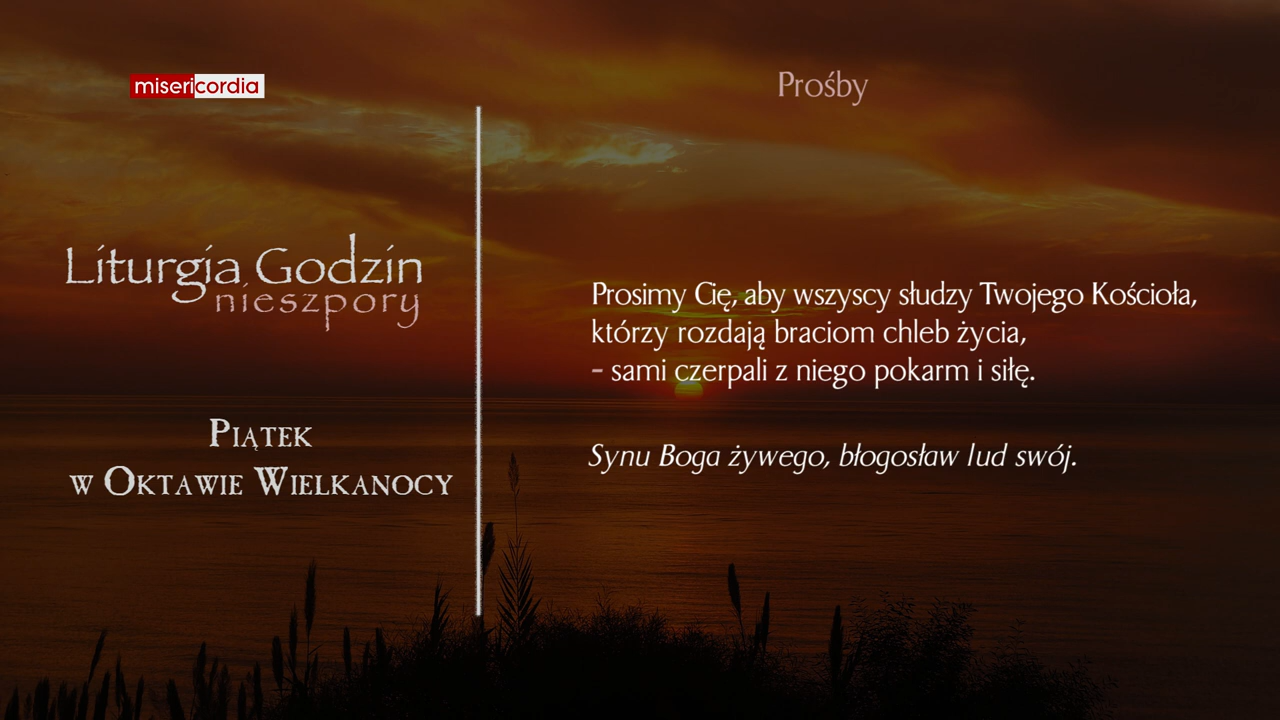 misericordia
Liturgia Godzin
nieszpory
Piątek
w Oktawie Wielkanocy
Prośby
Prosimy Cię, aby wszyscy słudzy Twojego Kościoła,
którzy rozdają braciom chleb życia,
- sami czerpali z niego pokarm i siłę.
Synu Boga żywego, błogosław lud swój.